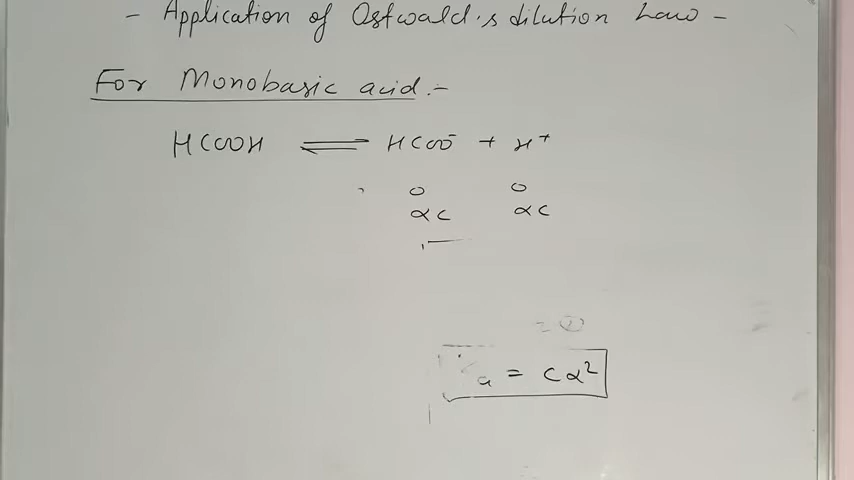 - Application of Ostwald's dilution Law -
For Monobasic acid :-
HCOOH ⇌ HCOO⁻ + H⁺
0 0
αC αC
a = Cα²